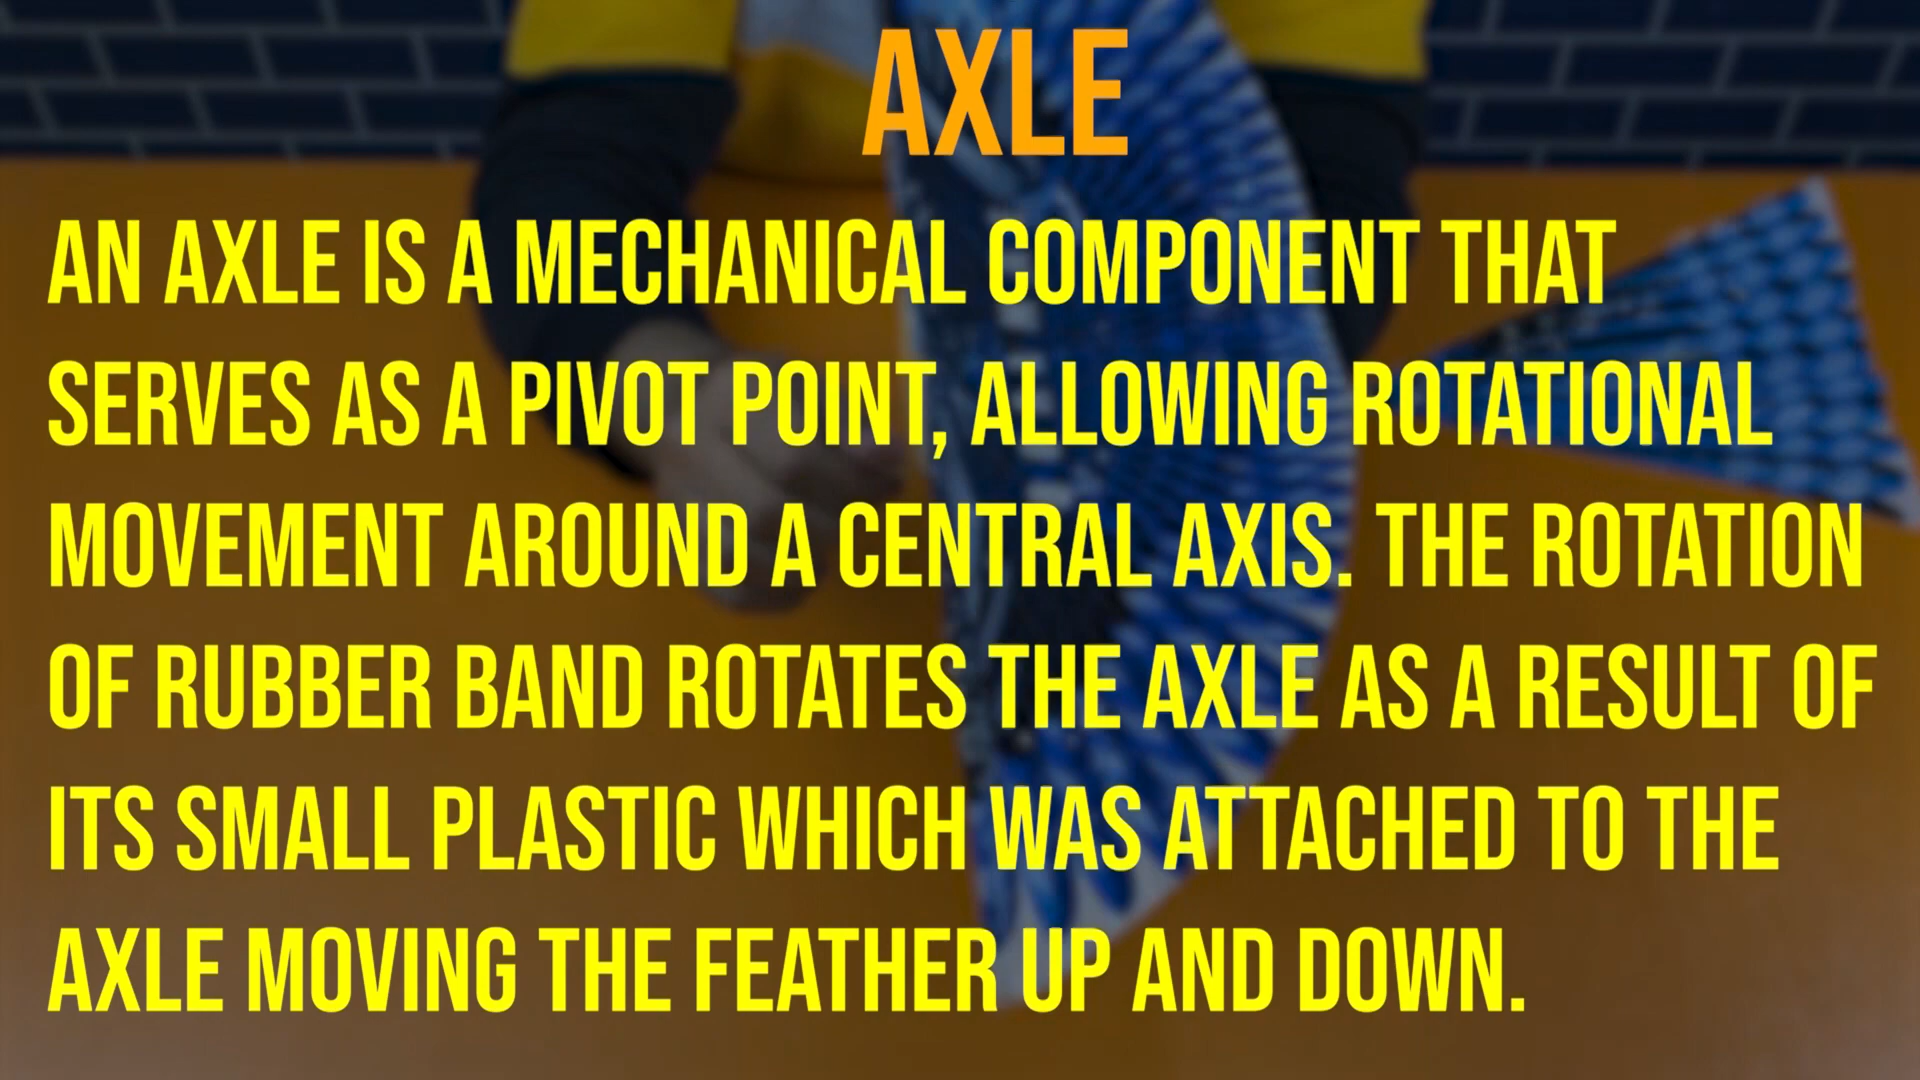 AXLE
AN AXLE IS A MECHANICAL COMPONENT THAT
SERVES AS A PIVOT POINT, ALLOWING ROTATIONAL
MOVEMENT AROUND A CENTRAL AXIS. THE ROTATION
OF RUBBER BAND ROTATES THE AXLE AS A RESULT OF
ITS SMALL PLASTIC WHICH WAS ATTACHED TO THE
AXLE MOVING THE FEATHER UP AND DOWN.